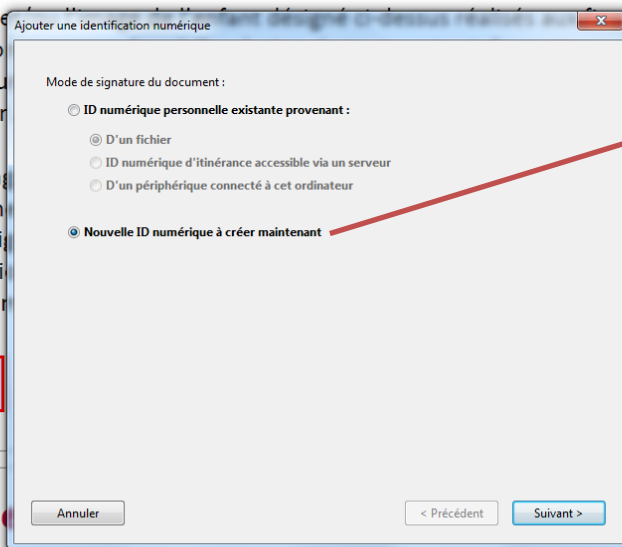 Ajouter une identification numérique
Mode de signature du document :
ID numérique personnelle existante provenant :
D'un fichier
ID numérique d'itinérance accessible via un serveur
D'un périphérique connecté à cet ordinateur
Nouvelle ID numérique à créer maintenant
Annuler
< Précédent
Suivant >